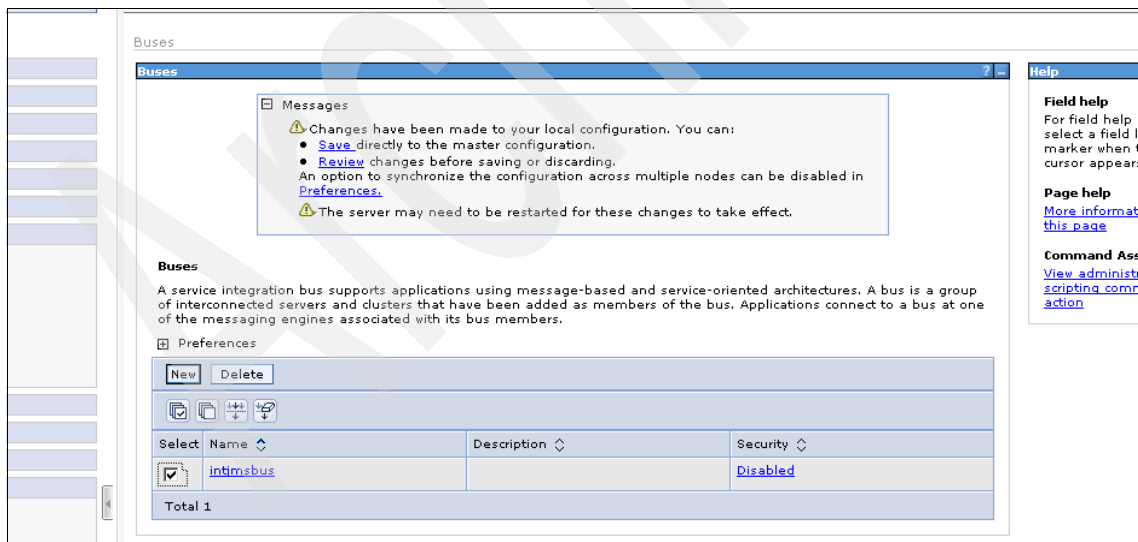 Buses
Buses ? –
Messages
Changes have been made to your local configuration. You can:
• Save directly to the master configuration.
• Review changes before saving or discarding.
An option to synchronize the configuration across multiple nodes can be disabled in
Preferences.
The server may need to be restarted for these changes to take effect.
Buses
A service integration bus supports applications using message-based and service-oriented architectures. A bus is a group
of interconnected servers and clusters that have been added as members of the bus. Applications connect to a bus at one
of the messaging engines associated with its bus members.
Preferences
New Delete
Select Name Description Security
intjmsbus Disabled
Total 1
Help
Field help
For field help
select a field l
marker when t
cursor appears
Page help
More informat
this page
Command Ass
View administr
scripting comm
action